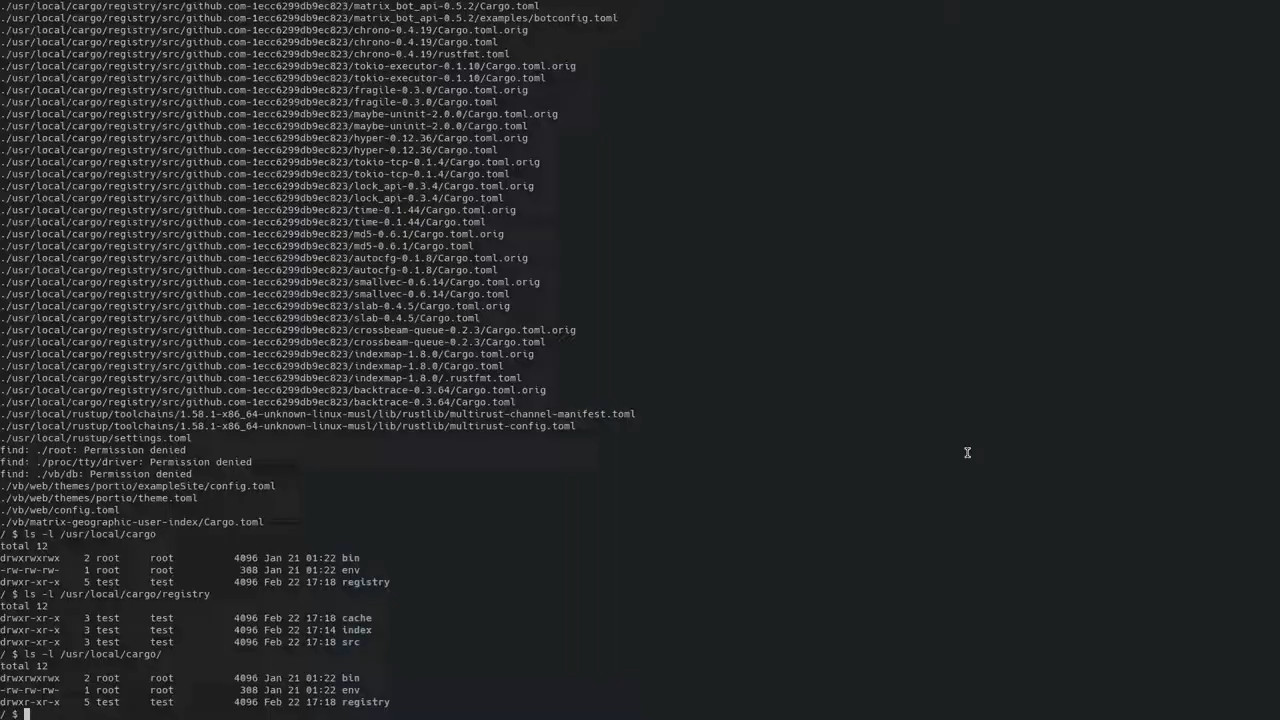 ./usr/local/cargo/registry/src/github.com-1ecc6299db9ec823/matrix_bot_api-0.5.2/Cargo.toml
./usr/local/cargo/registry/src/github.com-1ecc6299db9ec823/matrix_bot_api-0.5.2/examples/botconfig.toml
./usr/local/cargo/registry/src/github.com-1ecc6299db9ec823/chrono-0.4.19/Cargo.toml.orig
./usr/local/cargo/registry/src/github.com-1ecc6299db9ec823/chrono-0.4.19/Cargo.toml
./usr/local/cargo/registry/src/github.com-1ecc6299db9ec823/chrono-0.4.19/rustfmt.toml
./usr/local/cargo/registry/src/github.com-1ecc6299db9ec823/tokio-executor-0.1.10/Cargo.toml.orig
./usr/local/cargo/registry/src/github.com-1ecc6299db9ec823/tokio-executor-0.1.10/Cargo.toml
./usr/local/cargo/registry/src/github.com-1ecc6299db9ec823/fragile-0.3.0/Cargo.toml.orig
./usr/local/cargo/registry/src/github.com-1ecc6299db9ec823/fragile-0.3.0/Cargo.toml
./usr/local/cargo/registry/src/github.com-1ecc6299db9ec823/maybe-uninit-2.0.0/Cargo.toml.orig
./usr/local/cargo/registry/src/github.com-1ecc6299db9ec823/maybe-uninit-2.0.0/Cargo.toml
./usr/local/cargo/registry/src/github.com-1ecc6299db9ec823/hyper-0.12.36/Cargo.toml.orig
./usr/local/cargo/registry/src/github.com-1ecc6299db9ec823/hyper-0.12.36/Cargo.toml
./usr/local/cargo/registry/src/github.com-1ecc6299db9ec823/tokio-tcp-0.1.4/Cargo.toml.orig
./usr/local/cargo/registry/src/github.com-1ecc6299db9ec823/tokio-tcp-0.1.4/Cargo.toml
./usr/local/cargo/registry/src/github.com-1ecc6299db9ec823/lock_api-0.3.4/Cargo.toml.orig
./usr/local/cargo/registry/src/github.com-1ecc6299db9ec823/lock_api-0.3.4/Cargo.toml
./usr/local/cargo/registry/src/github.com-1ecc6299db9ec823/time-0.1.44/Cargo.toml.orig
./usr/local/cargo/registry/src/github.com-1ecc6299db9ec823/time-0.1.44/Cargo.toml
./usr/local/cargo/registry/src/github.com-1ecc6299db9ec823/md5-0.6.1/Cargo.toml.orig
./usr/local/cargo/registry/src/github.com-1ecc6299db9ec823/md5-0.6.1/Cargo.toml
./usr/local/cargo/registry/src/github.com-1ecc6299db9ec823/autocfg-0.1.8/Cargo.toml.orig
./usr/local/cargo/registry/src/github.com-1ecc6299db9ec823/autocfg-0.1.8/Cargo.toml
./usr/local/cargo/registry/src/github.com-1ecc6299db9ec823/smallvec-0.6.14/Cargo.toml.orig
./usr/local/cargo/registry/src/github.com-1ecc6299db9ec823/smallvec-0.6.14/Cargo.toml
./usr/local/cargo/registry/src/github.com-1ecc6299db9ec823/slab-0.4.5/Cargo.toml.orig
./usr/local/cargo/registry/src/github.com-1ecc6299db9ec823/slab-0.4.5/Cargo.toml
./usr/local/cargo/registry/src/github.com-1ecc6299db9ec823/crossbeam-queue-0.2.3/Cargo.toml.orig
./usr/local/cargo/registry/src/github.com-1ecc6299db9ec823/crossbeam-queue-0.2.3/Cargo.toml
./usr/local/cargo/registry/src/github.com-1ecc6299db9ec823/indexmap-1.8.0/Cargo.toml.orig
./usr/local/cargo/registry/src/github.com-1ecc6299db9ec823/indexmap-1.8.0/Cargo.toml
./usr/local/cargo/registry/src/github.com-1ecc6299db9ec823/indexmap-1.8.0/.rustfmt.toml
./usr/local/cargo/registry/src/github.com-1ecc6299db9ec823/backtrace-0.3.64/Cargo.toml.orig
./usr/local/cargo/registry/src/github.com-1ecc6299db9ec823/backtrace-0.3.64/Cargo.toml
./usr/local/rustup/toolchains/1.58.1-x86_64-unknown-linux-musl/lib/rustlib/multirust-channel-manifest.toml
./usr/local/rustup/toolchains/1.58.1-x86_64-unknown-linux-musl/lib/rustlib/multirust-config.toml
./usr/local/rustup/settings.toml
find: ./root: Permission denied
find: ./proc/tty/driver: Permission denied
find: ./vb/db: Permission denied
./vb/web/themes/portio/exampleSite/config.toml
./vb/web/themes/portio/theme.toml
./vb/web/config.toml
./vb/matrix-geographic-user-index/Cargo.toml
/ $ ls -l /usr/local/cargo
total 12
drwxrwxrwx    2 root     root          4096 Jan 21 01:22 bin
-rw-rw-rw-    1 root     root           308 Jan 21 01:22 env
drwxr-xr-x    5 test     test          4096 Feb 22 17:18 registry
/ $ ls -l /usr/local/cargo/registry
total 12
drwxr-xr-x    3 test     test          4096 Feb 22 17:18 cache
drwxr-xr-x    3 test     test          4096 Feb 22 17:14 index
drwxr-xr-x    3 test     test          4096 Feb 22 17:18 src
/ $ ls -l /usr/local/cargo/
total 12
drwxrwxrwx    2 root     root          4096 Jan 21 01:22 bin
-rw-rw-rw-    1 root     root           308 Jan 21 01:22 env
drwxr-xr-x    5 test     test          4096 Feb 22 17:18 registry
/ $